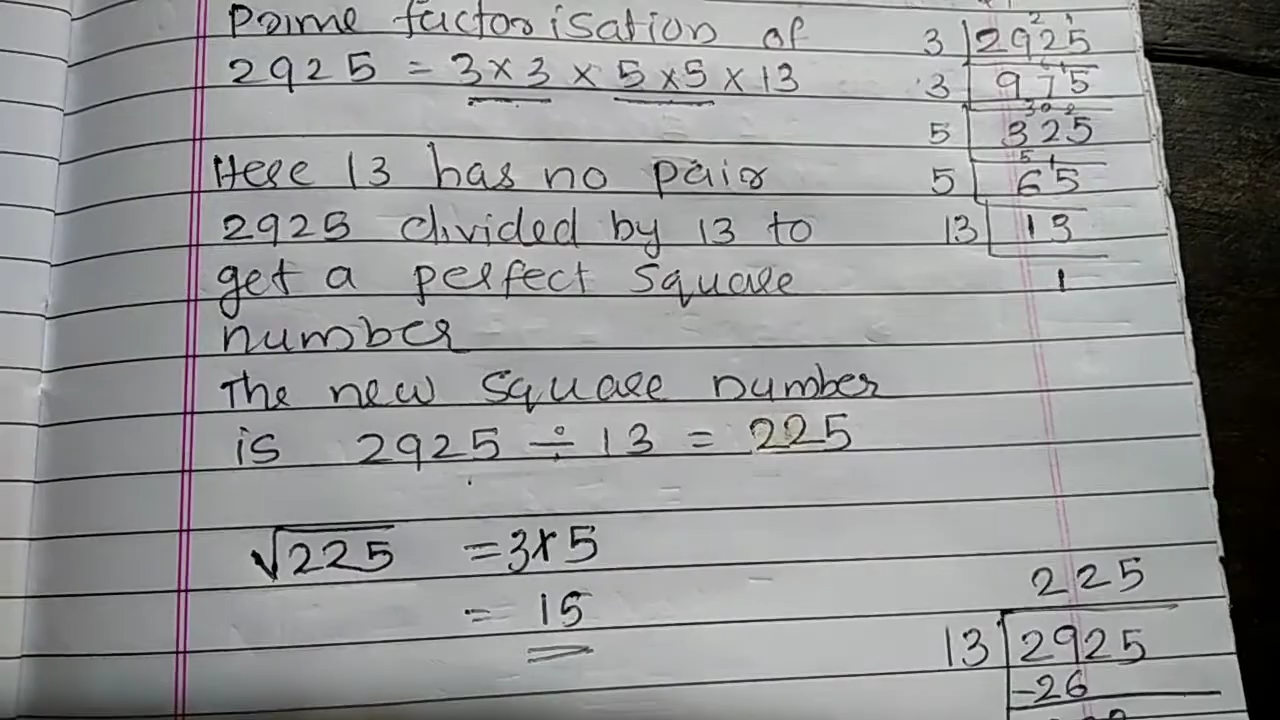 Prime factorisation of
2925 = 3×3 × 5×5 × 13
Here 13 has no pair
2925 divided by 13 to
get a perfect square
number
The new square number
is 2925 ÷ 13 = 225
√225 = 3×5
= 15
3 | 2925
3 | 975
5 | 325
5 | 65
13 | 13
1
225
13 | 2925
-26